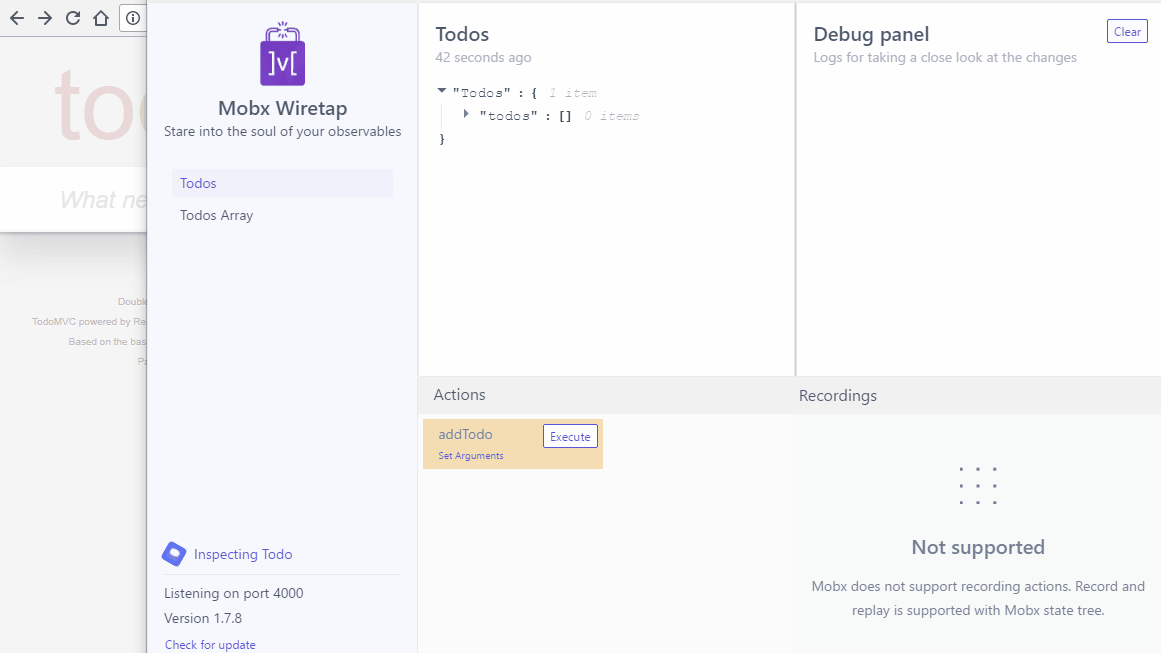 todo
What ne
Double
TodoMVC powered by Re
Based on the bas
Pa
]v[
Mobx Wiretap
Stare into the soul of your observables
Todos
Todos Array
Inspecting Todo
Listening on port 4000
Version 1.7.8
Check for update
Todos
42 seconds ago
"Todos" : { 1 item
"todos" : [] 0 items
}
Debug panel
Clear
Logs for taking a close look at the changes
Actions
addTodo
Execute
Set Arguments
Recordings
Not supported
Mobx does not support recording actions. Record and
replay is supported with Mobx state tree.